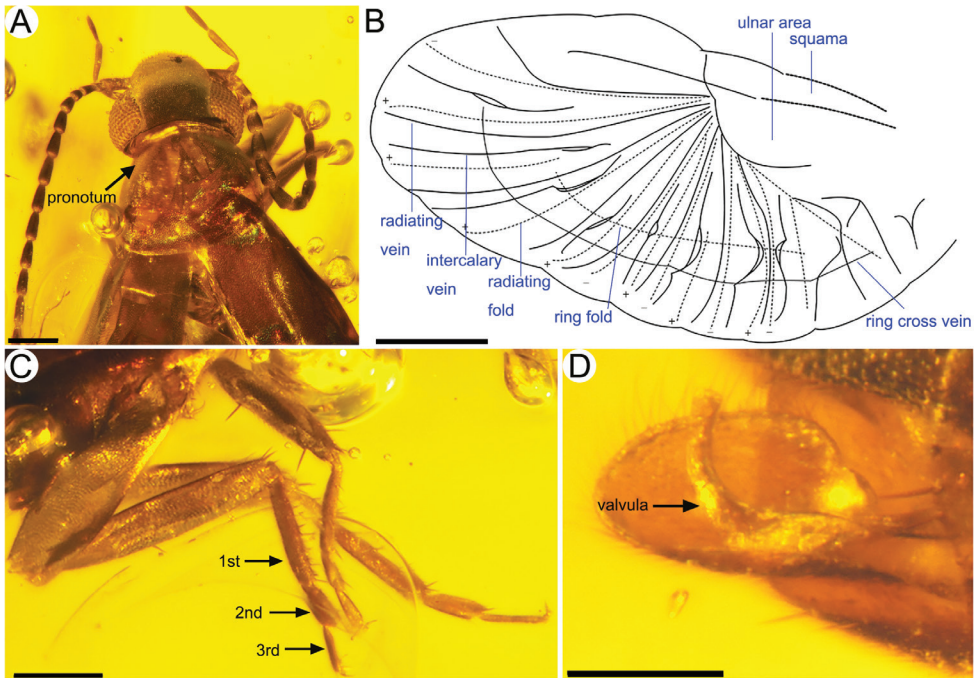 A
pronotum
B
ulnar area
squama
radiating
vein
intercalary
vein
radiating
fold
ring fold
ring cross vein
+
+
+
+
+
+
+
–
–
–
–
–
C
1st
2nd
3rd
D
valvula